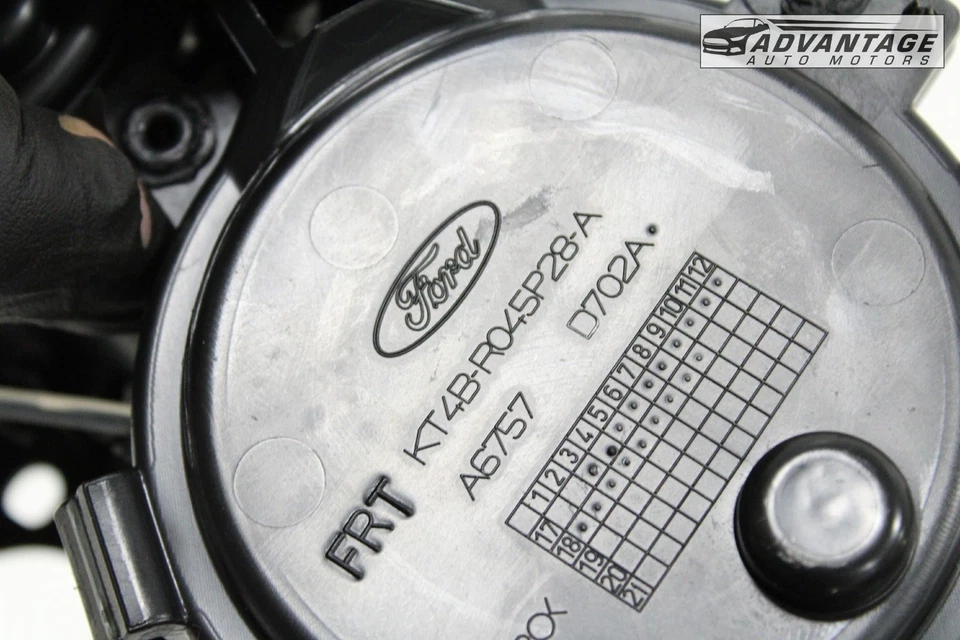 ADVANTAGE
AUTO MOTORS
Ford
KT4B-R045P28-A
A6757
D702A.
FRT
1 2 3 4 5 6 7 8 9 10 11 12
17
18
19
20
21